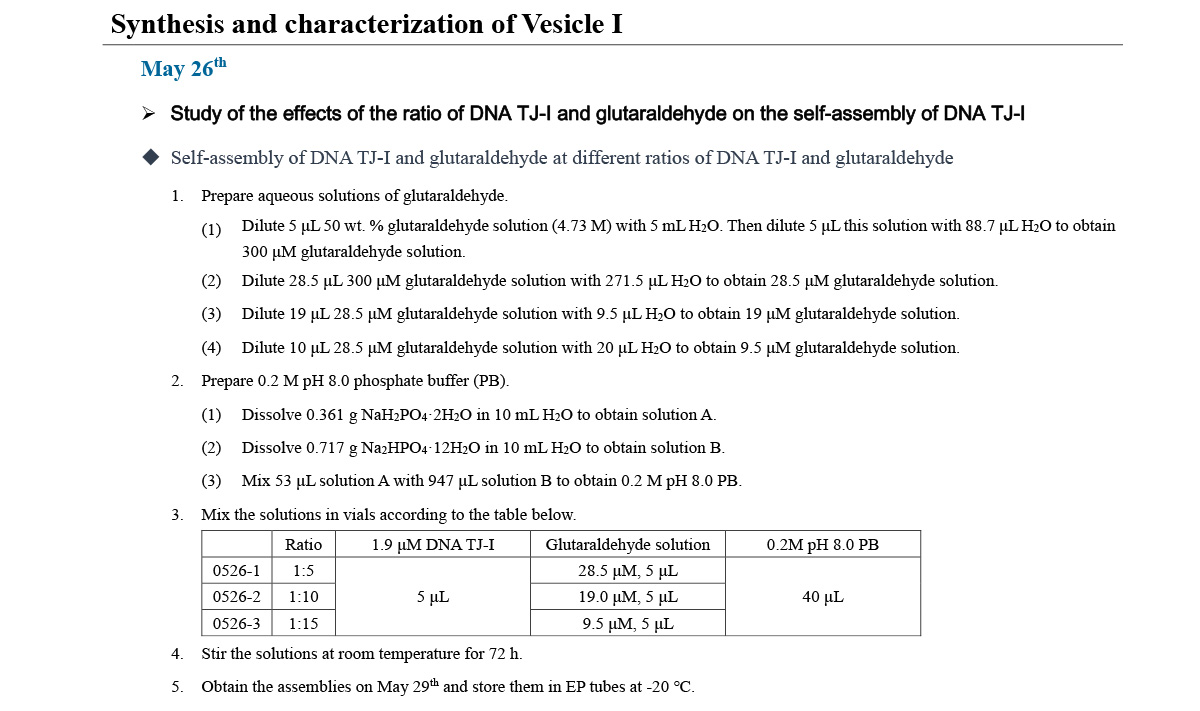 Synthesis and characterization of Vesicle I
May 26th
➢ Study of the effects of the ratio of DNA TJ-I and glutaraldehyde on the self-assembly of DNA TJ-I
◆ Self-assembly of DNA TJ-I and glutaraldehyde at different ratios of DNA TJ-I and glutaraldehyde
1. Prepare aqueous solutions of glutaraldehyde.
(1) Dilute 5 μL 50 wt. % glutaraldehyde solution (4.73 M) with 5 mL H2O. Then dilute 5 μL this solution with 88.7 μL H2O to obtain
300 μM glutaraldehyde solution.
(2) Dilute 28.5 μL 300 μM glutaraldehyde solution with 271.5 μL H2O to obtain 28.5 μM glutaraldehyde solution.
(3) Dilute 19 μL 28.5 μM glutaraldehyde solution with 9.5 μL H2O to obtain 19 μM glutaraldehyde solution.
(4) Dilute 10 μL 28.5 μM glutaraldehyde solution with 20 μL H2O to obtain 9.5 μM glutaraldehyde solution.
2. Prepare 0.2 M pH 8.0 phosphate buffer (PB).
(1) Dissolve 0.361 g NaH2PO4·2H2O in 10 mL H2O to obtain solution A.
(2) Dissolve 0.717 g Na2HPO4·12H2O in 10 mL H2O to obtain solution B.
(3) Mix 53 μL solution A with 947 μL solution B to obtain 0.2 M pH 8.0 PB.
3. Mix the solutions in vials according to the table below.
Ratio 1.9 μM DNA TJ-I Glutaraldehyde solution 0.2M pH 8.0 PB
0526-1 1:5 28.5 μM, 5 μL
0526-2 1:10 5 μL 19.0 μM, 5 μL 40 μL
0526-3 1:15 9.5 μM, 5 μL
4. Stir the solutions at room temperature for 72 h.
5. Obtain the assemblies on May 29th and store them in EP tubes at -20 ℃.